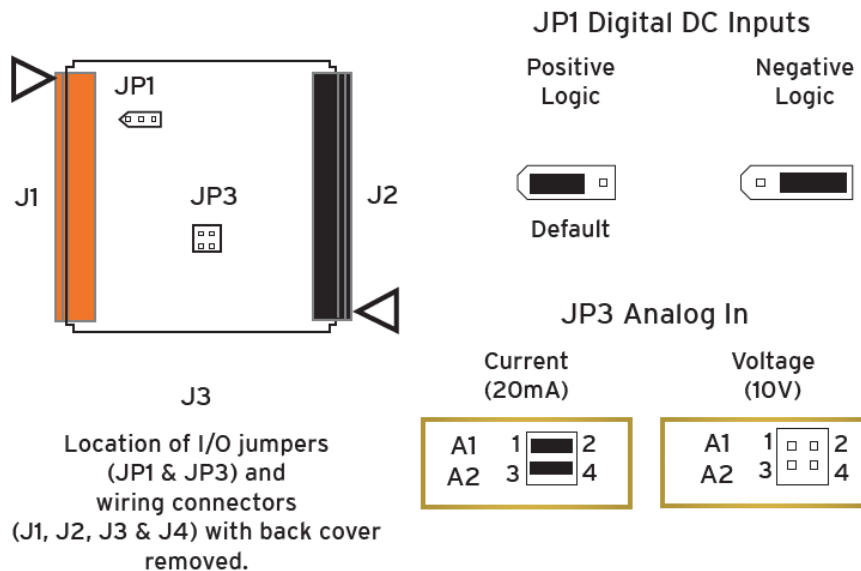 JP1
J1
JP3
J2
J3
Location of I/O jumpers
(JP1 & JP3) and
wiring connectors
(J1, J2, J3 & J4) with back cover
removed.
JP1 Digital DC Inputs
Positive
Logic
Negative
Logic
Default
JP3 Analog In
Current
(20mA)
Voltage
(10V)
A1 1 2
A2 3 4
A1 1 2
A2 3 4